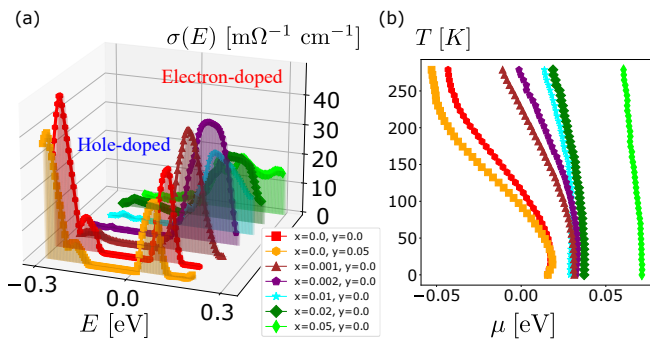 (a)
σ(E) [mΩ⁻¹ cm⁻¹]
Electron-doped
Hole-doped
40
30
20
10
0
−0.3
0.0
0.3
E [eV]
x=0.0, y=0.0
x=0.0, y=0.05
x=0.001, y=0.0
x=0.002, y=0.0
x=0.01, y=0.0
x=0.02, y=0.0
x=0.05, y=0.0
(b)
T [K]
250
200
150
100
50
0
−0.05
0.00
0.05
μ [eV]